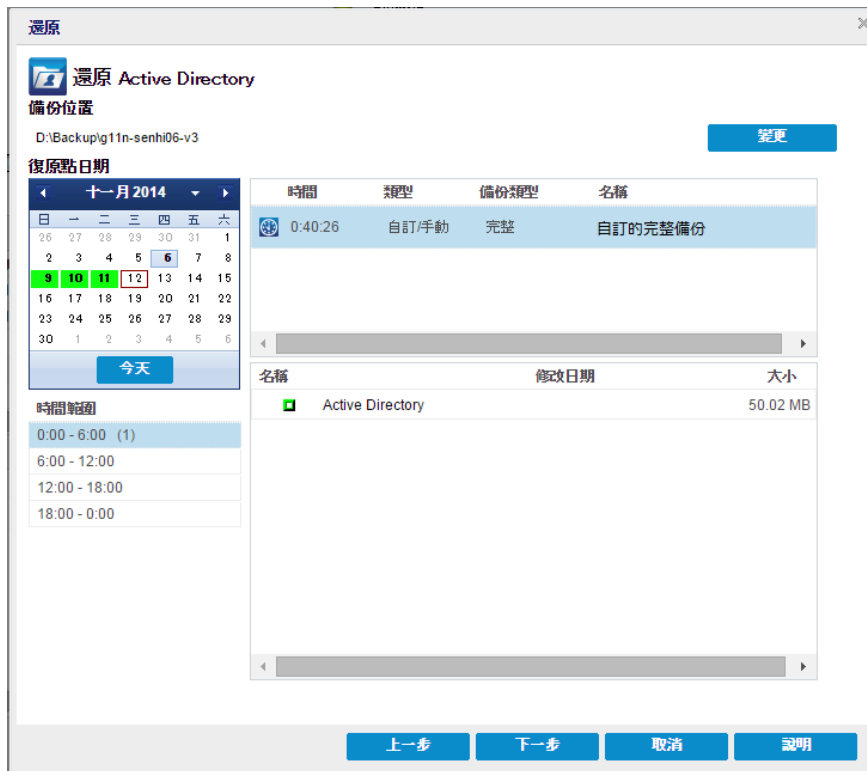 還原
還原 Active Directory
備份位置
D:\Backup\g11n-senhi06-v3
變更
復原點日期
十一月 2014
日 一 二 三 四 五 六
26 27 28 29 30 31 1
2 3 4 5 6 7 8
9 10 11 12 13 14 15
16 17 18 19 20 21 22
23 24 25 26 27 28 29
30 1 2 3 4 5 6
今天
時間範圍
0:00 - 6:00 (1)
6:00 - 12:00
12:00 - 18:00
18:00 - 0:00
時間 類型 備份類型 名稱
0:40:26 自訂/手動 完整 自訂的完整備份
名稱 修改日期 大小
Active Directory 50.02 MB
上一步 下一步 取消 說明